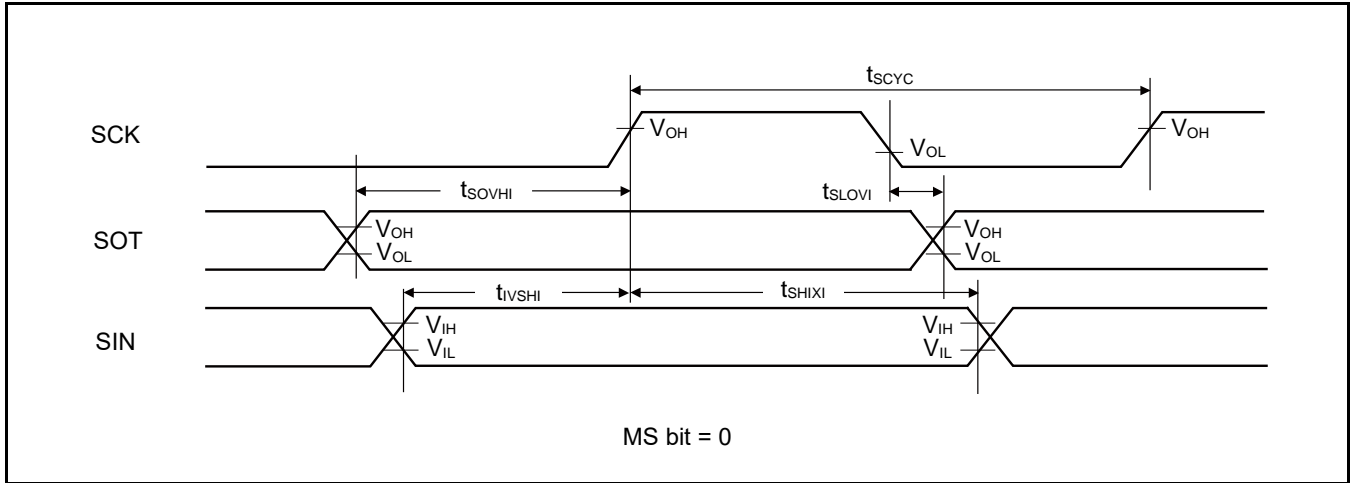 tSCYC
SCK
VOH
VOL
VOH
tSOVHI
tSLOVI
SOT
VOH
VOL
VOH
VOL
tIVSHI
tSHIXI
SIN
VIH
VIL
VIH
VIL
MS bit = 0